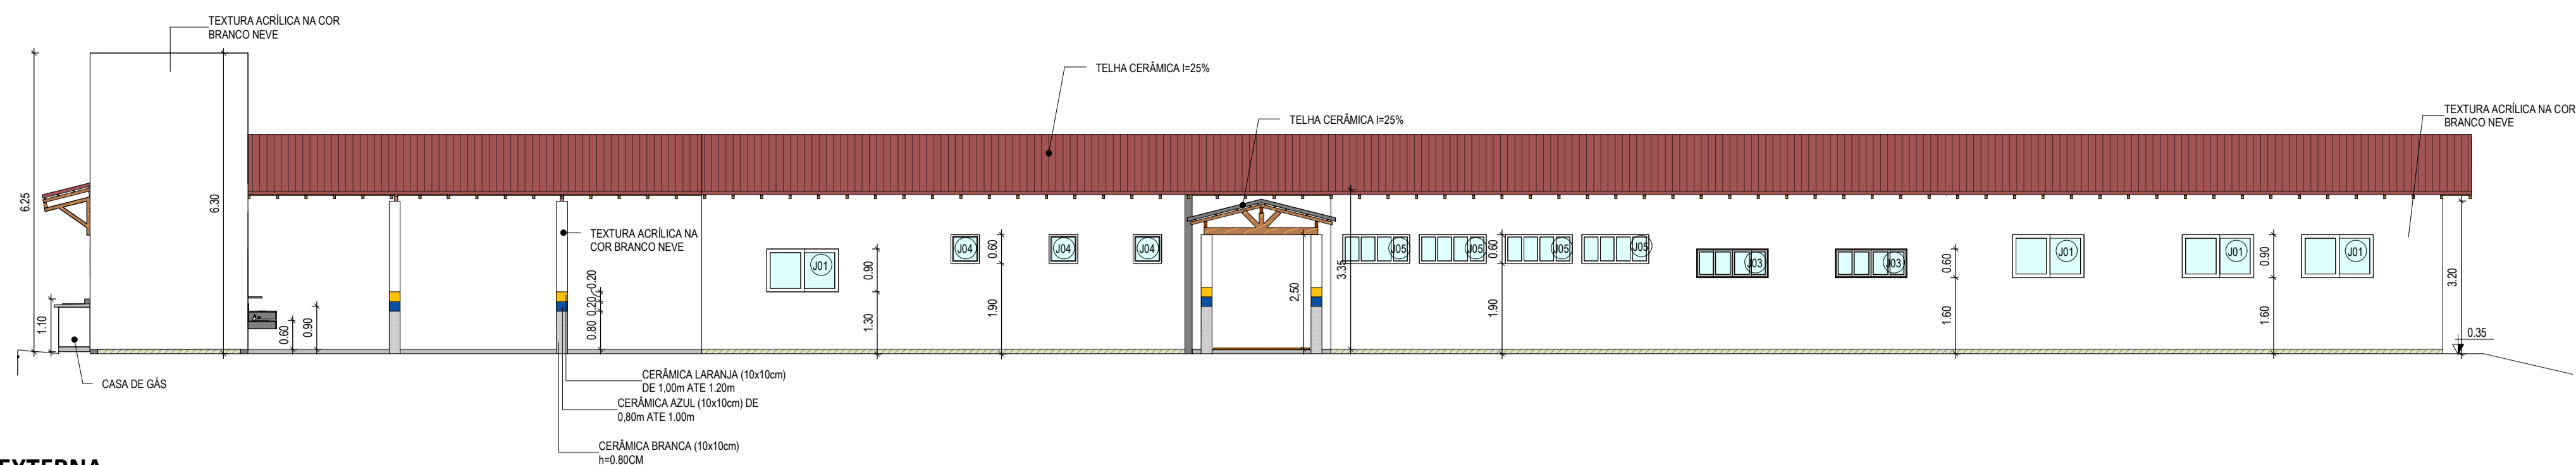 TEXTURA ACRÍLICA NA COR
BRANCO NEVE
TELHA CERÂMICA I=25%
TELHA CERÂMICA I=25%
TEXTURA ACRÍLICA NA COR
BRANCO NEVE
6.25
6.30
TEXTURA ACRÍLICA NA
COR BRANCO NEVE
1.10
0.60
0.90
0.80
0.20
0.20
J01
0.90
1.30
J04
0.60
1.90
J04
J04
2,50
3.35
J05
J05
0.60
1.90
J05
J05
J03
J03
0.60
1.60
J01
J01
0.90
1.60
J01
3.20
0.35
CASA DE GÁS
CERÂMICA LARANJA (10x10cm)
DE 1,00m ATE 1.20m
CERÂMICA AZUL (10x10cm) DE
0,80m ATE 1.00m
CERÂMICA BRANCA (10x10cm)
h=0.80CM
EXTERNA